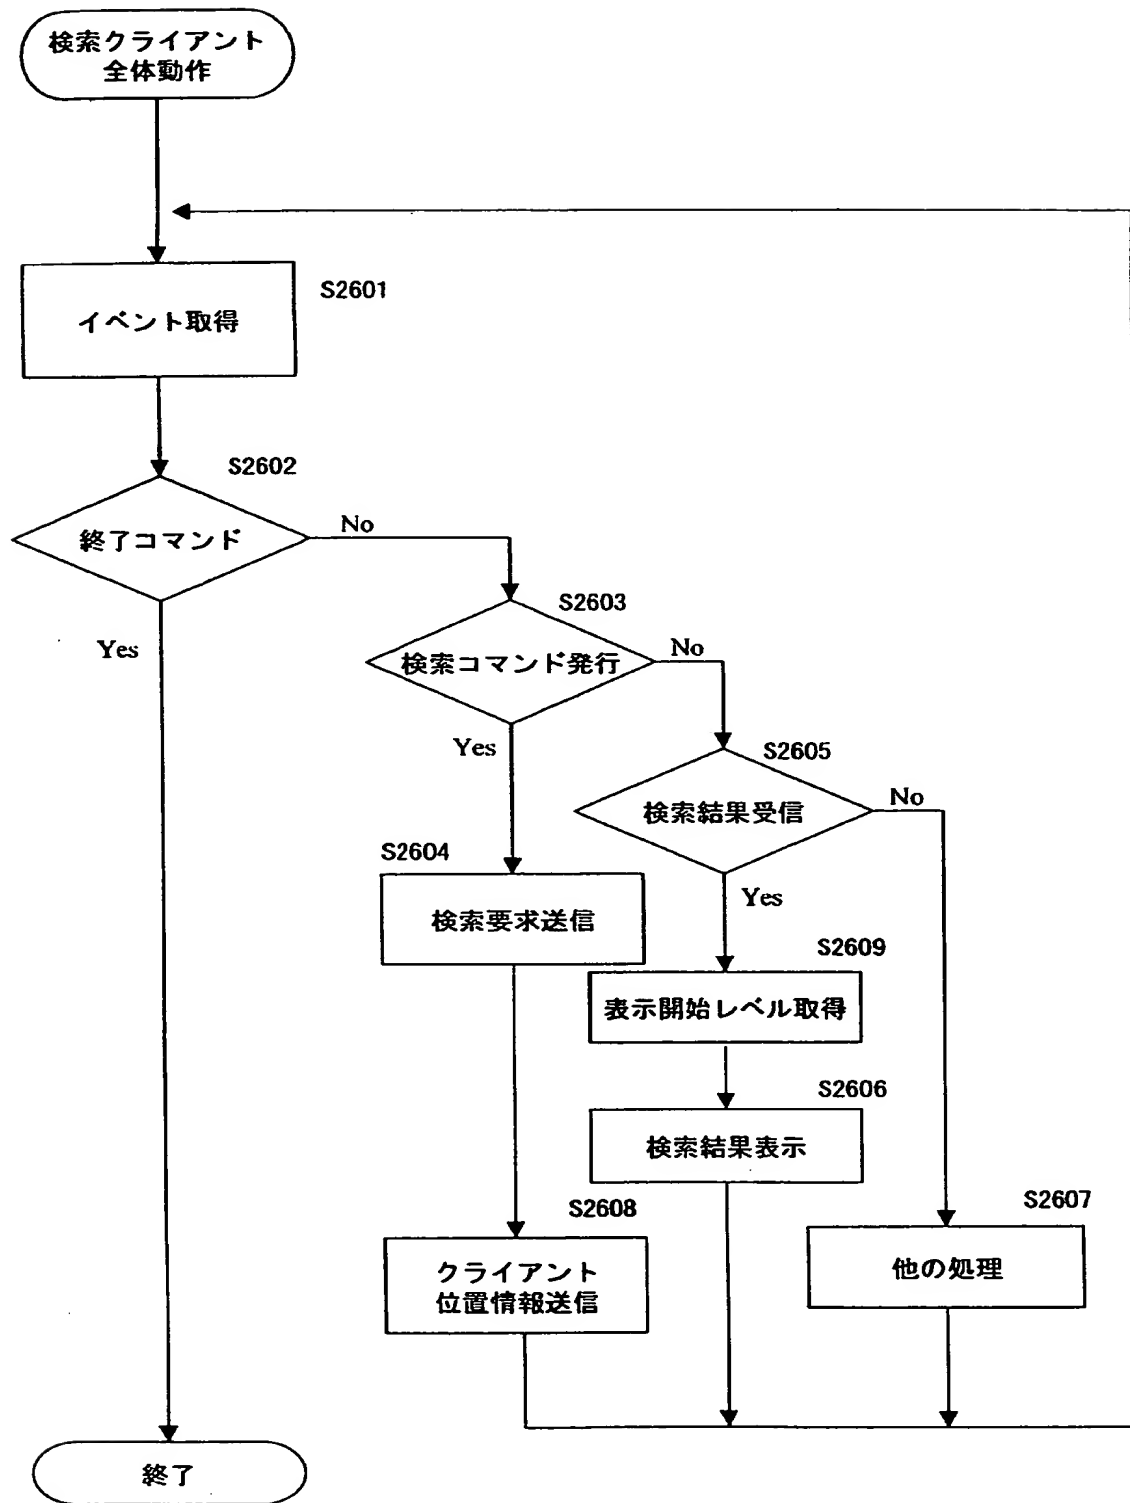 検索クライアント
全体動作
S2601
イベント取得
S2602
終了コマンド
No
Yes
S2603
検索コマンド発行
No
Yes
S2605
検索結果受信
No
Yes
S2604
検索要求送信
S2609
表示開始レベル取得
S2606
検索結果表示
S2608
クライアント
位置情報送信
S2607
他の処理
終了